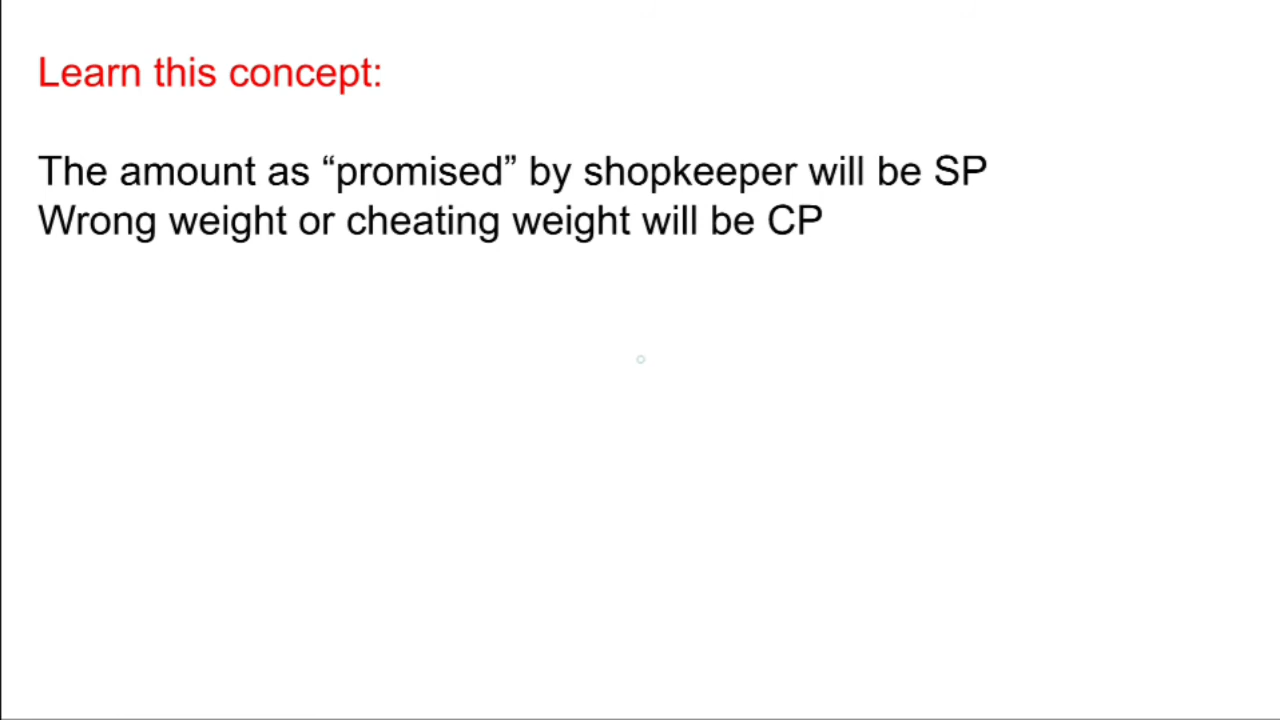 Learn this concept:
The amount as “promised” by shopkeeper will be SP
Wrong weight or cheating weight will be CP